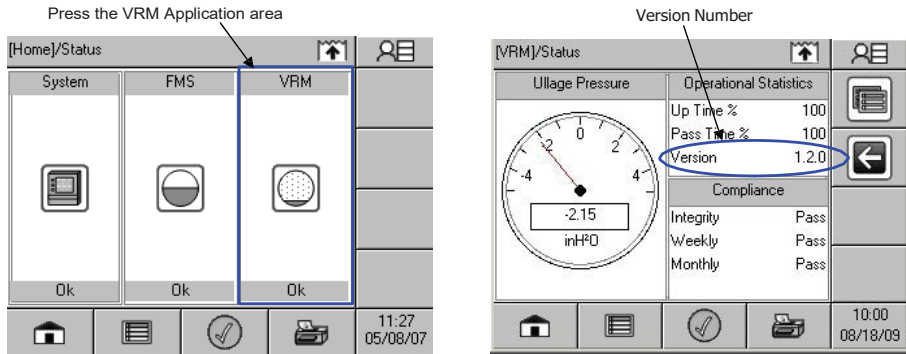 Press the VRM Application area
[Home]/Status
System
FMS
VRM
Ok
Ok
Ok
11:27
05/08/07
Version Number
[VRM]/Status
Ullage Pressure
-4
-2
0
2
4
-2.15
inH²O
Operational Statistics
Up Time % 100
Pass Time % 100
Version 1.2.0
Compliance
Integrity Pass
Weekly Pass
Monthly Pass
10:00
08/18/09